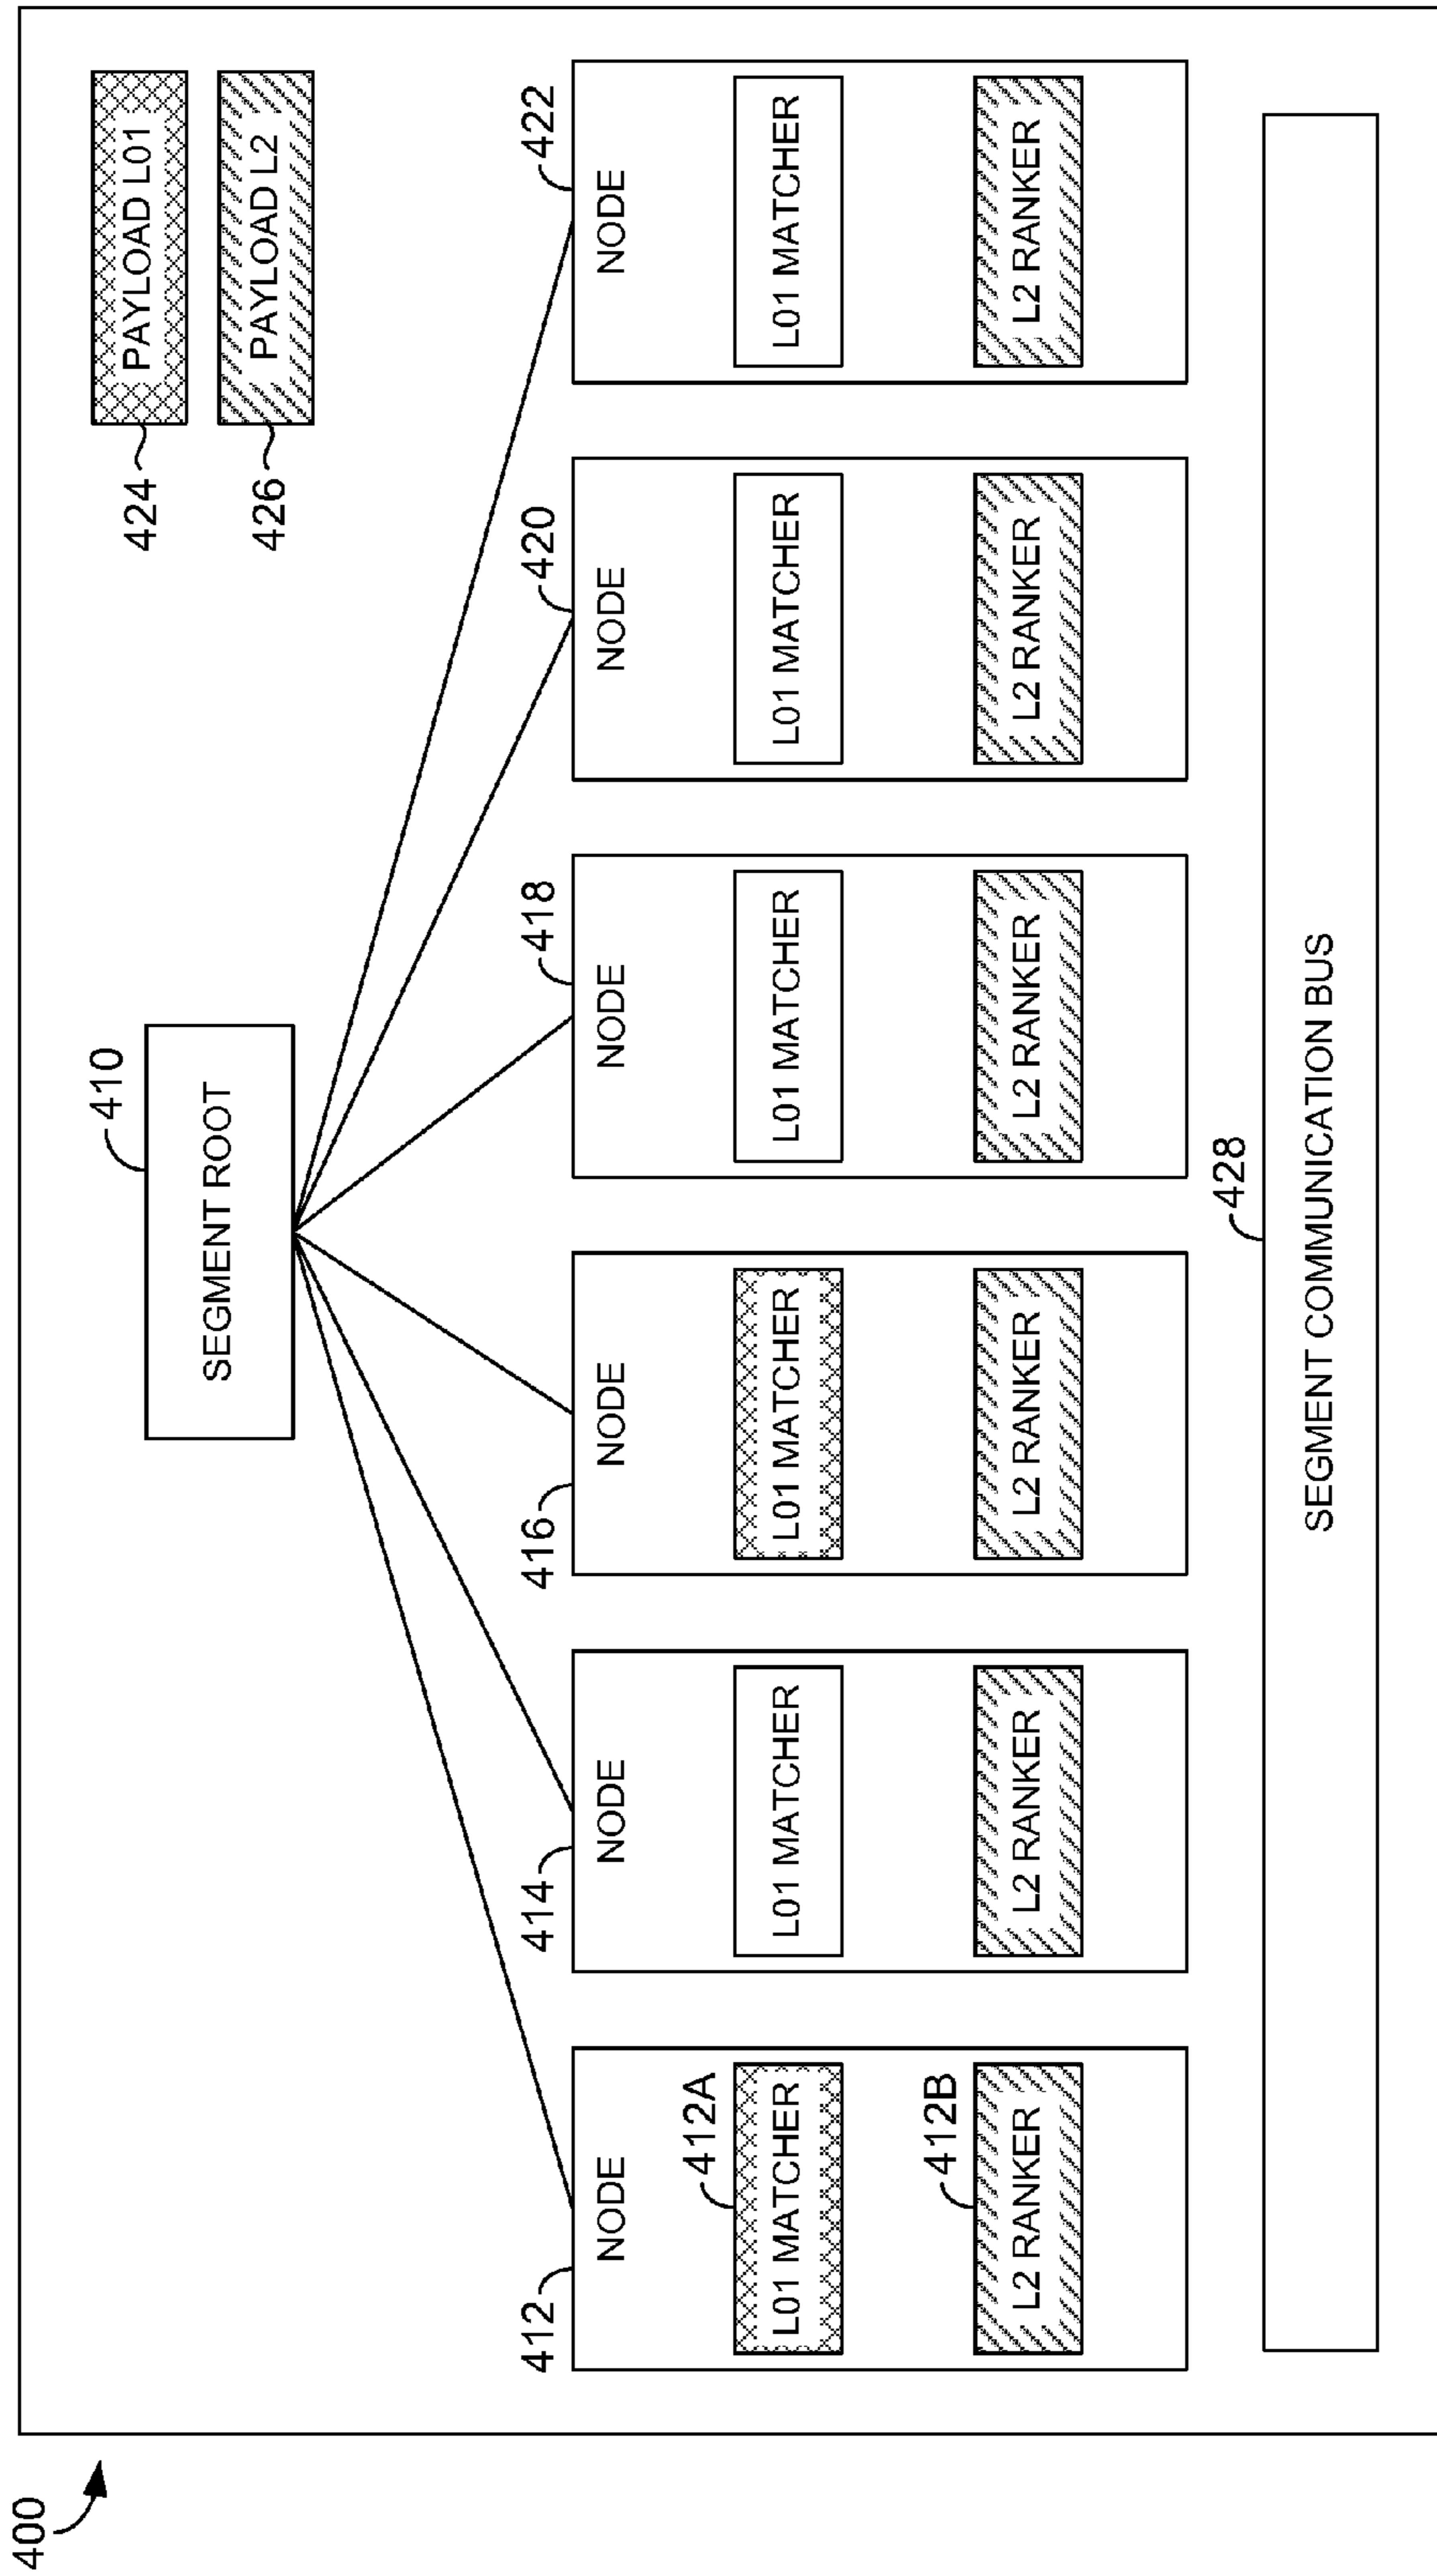 400
410
SEGMENT ROOT
424
PAYLOAD L01
426
PAYLOAD L2
412
NODE
412A
L01 MATCHER
412B
L2 RANKER
414
NODE
L01 MATCHER
L2 RANKER
416
NODE
L01 MATCHER
L2 RANKER
418
NODE
L01 MATCHER
L2 RANKER
420
NODE
L01 MATCHER
L2 RANKER
422
NODE
L01 MATCHER
L2 RANKER
428
SEGMENT COMMUNICATION BUS